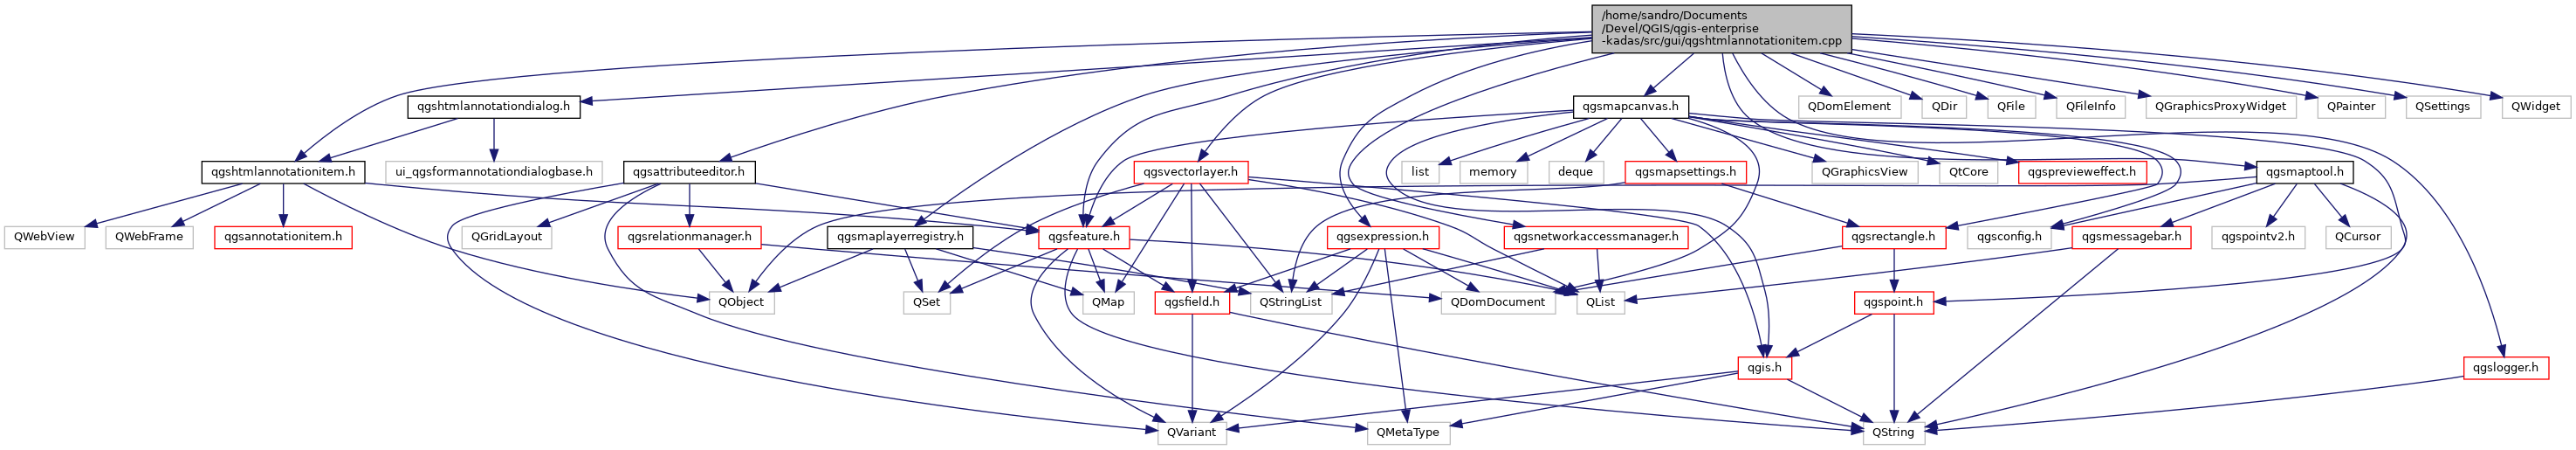 /home/sandro/Documents
/Devel/QGIS/qgis-enterprise
-kadas/src/gui/qgshtmlannotationitem.cpp
qgshtmlannotationdialog.h
qgsmapcanvas.h
QDomElement
QDir
QFile
QFileInfo
QGraphicsProxyWidget
QPainter
QSettings
QWidget
qgshtmlannotationitem.h
ui_qgsformannotationdialogbase.h
qgsattributeeditor.h
qgsvectorlayer.h
list
memory
deque
qgsmapsettings.h
QGraphicsView
QtCore
qgsprevieweffect.h
qgsmaptool.h
QWebView
QWebFrame
qgsannotationitem.h
QGridLayout
qgsrelationmanager.h
qgsmaplayerregistry.h
qgsfeature.h
qgsexpression.h
qgsnetworkaccessmanager.h
qgsrectangle.h
qgsconfig.h
qgsmessagebar.h
qgspointv2.h
QCursor
QObject
QSet
QMap
qgsfield.h
QStringList
QDomDocument
QList
qgspoint.h
qgis.h
qgslogger.h
QVariant
QMetaType
QString